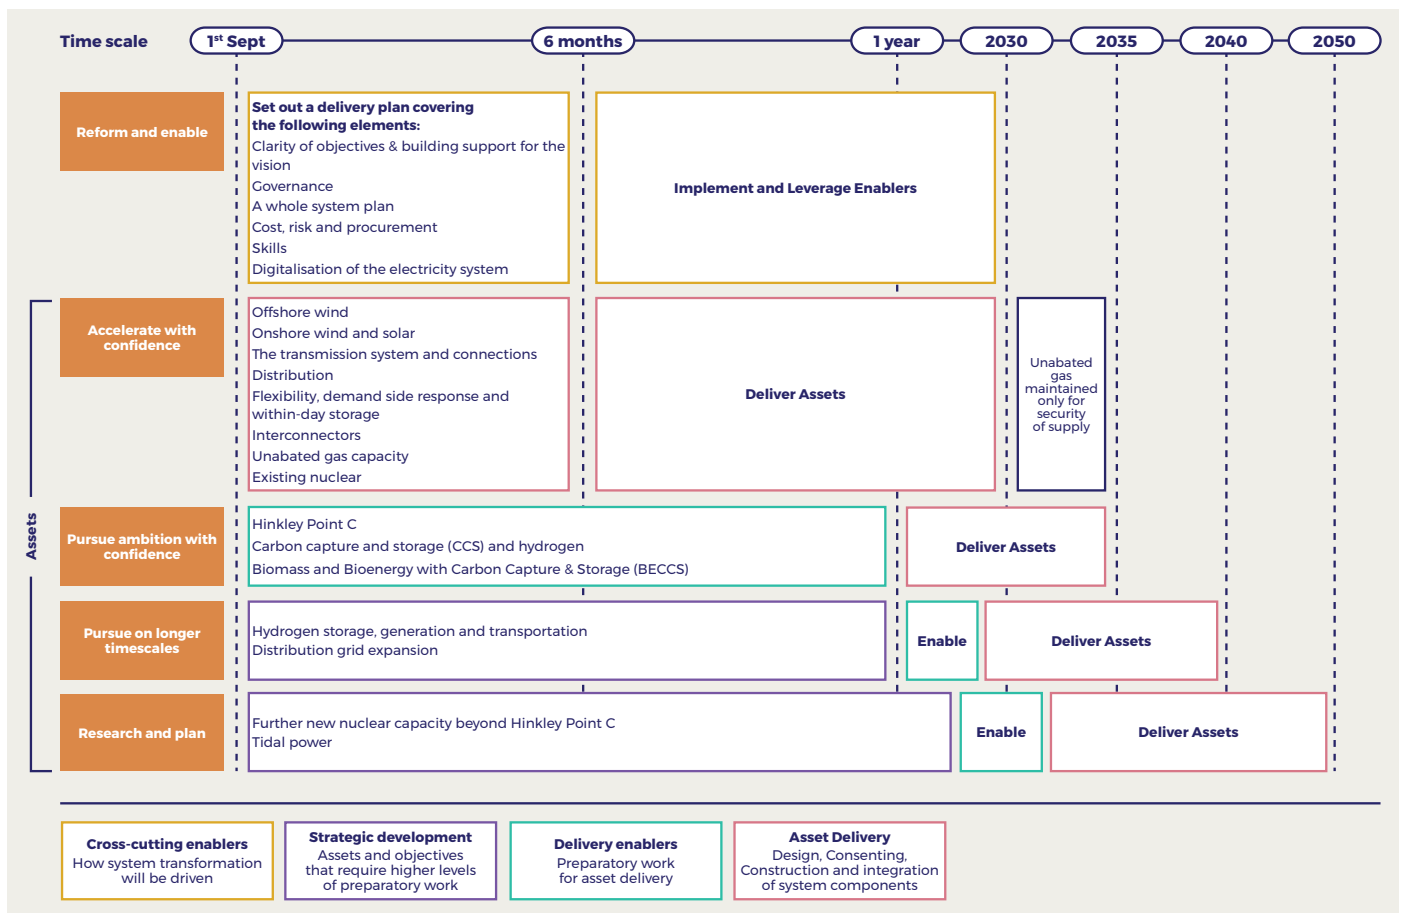 Time scale
1st Sept
6 months
1 year
2030
2035
2040
2050
Reform and enable
Set out a delivery plan covering
the following elements:
Clarity of objectives & building support for the
vision
Governance
A whole system plan
Cost, risk and procurement
Skills
Digitalisation of the electricity system
Implement and Leverage Enablers
Assets
Accelerate with
confidence
Offshore wind
Onshore wind and solar
The transmission system and connections
Distribution
Flexibility, demand side response and
within-day storage
Interconnectors
Unabated gas capacity
Existing nuclear
Deliver Assets
Unabated
gas
maintained
only for
security
of supply
Pursue ambition with
confidence
Hinkley Point C
Carbon capture and storage (CCS) and hydrogen
Biomass and Bioenergy with Carbon Capture & Storage (BECCS)
Deliver Assets
Pursue on longer
timescales
Hydrogen storage, generation and transportation
Distribution grid expansion
Enable
Deliver Assets
Research and plan
Further new nuclear capacity beyond Hinkley Point C
Tidal power
Enable
Deliver Assets
Cross-cutting enablers
How system transformation
will be driven
Strategic development
Assets and objectives
that require higher levels
of preparatory work
Delivery enablers
Preparatory work
for asset delivery
Asset Delivery
Design, Consenting,
Construction and integration
of system components